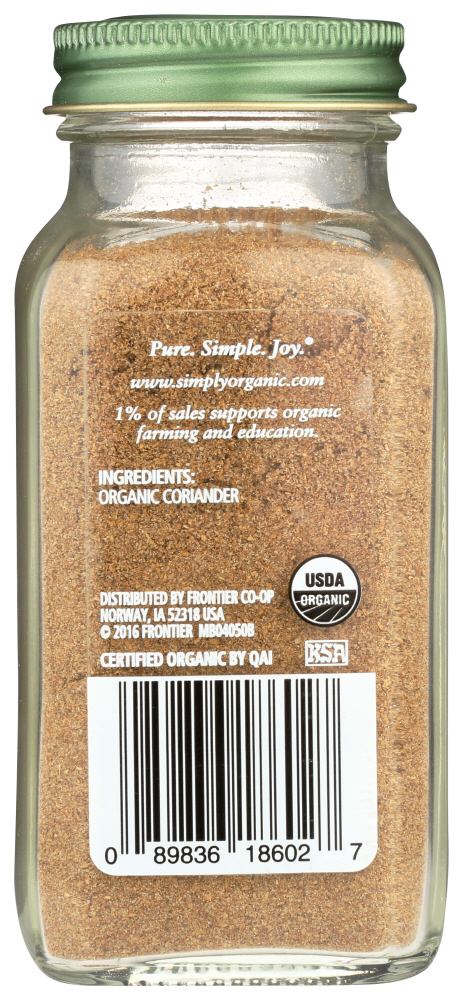 Pure. Simple. Joy.®
www.simplyorganic.com
1% of sales supports organic
farming and education.
INGREDIENTS:
ORGANIC CORIANDER
USDA
ORGANIC
DISTRIBUTED BY FRONTIER CO-OP
NORWAY, IA 52318 USA
© 2016 FRONTIER MB04050B
CERTIFIED ORGANIC BY QAI
KSA
0 89836 18602 7